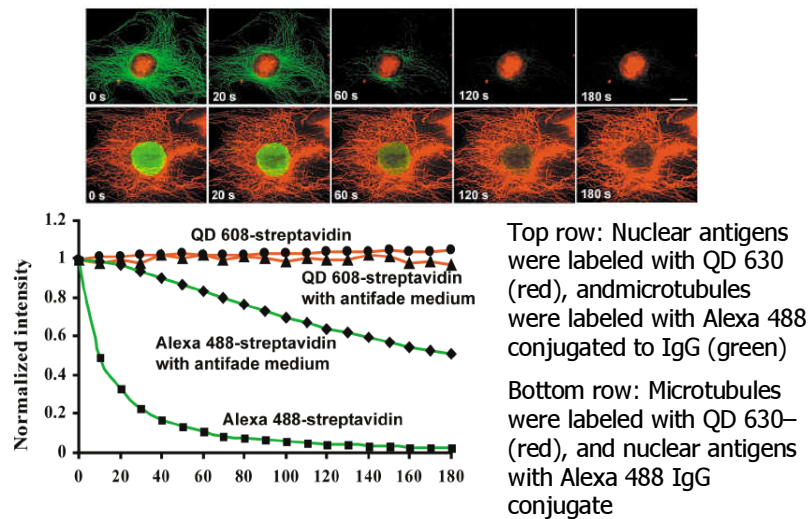 0 s 20 s 60 s 120 s 180 s
0 s 20 s 60 s 120 s 180 s
1.2
1
0.8
0.6
0.4
0.2
0
Normalized intensity
QD 608-streptavidin
QD 608-streptavidin
with antifade medium
Alexa 488-streptavidin
with antifade medium
Alexa 488-streptavidin
0 20 40 60 80 100 120 140 160 180
Top row: Nuclear antigens
were labeled with QD 630
(red), andmicrotubules
were labeled with Alexa 488
conjugated to IgG (green)
Bottom row: Microtubules
were labeled with QD 630–
(red), and nuclear antigens
with Alexa 488 IgG
conjugate